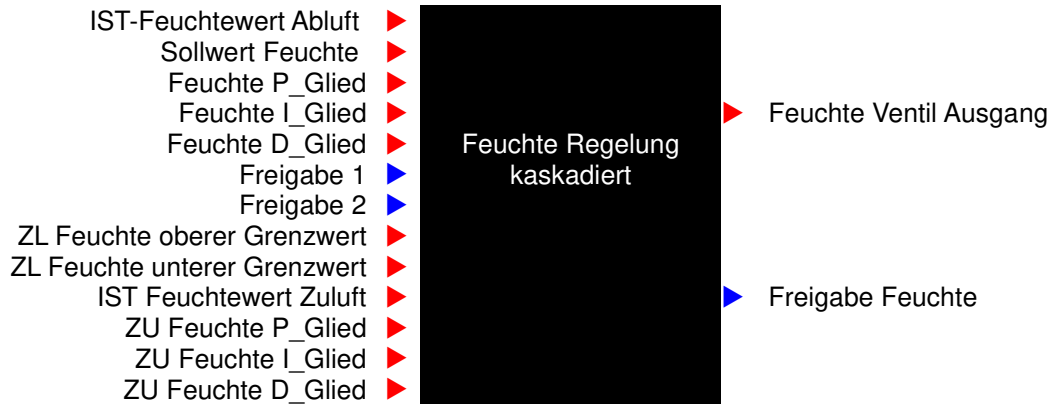 IST-Feuchtewert Abluft
Sollwert Feuchte
Feuchte P_Glied
Feuchte I_Glied
Feuchte D_Glied
Freigabe 1
Freigabe 2
ZL Feuchte oberer Grenzwert
ZL Feuchte unterer Grenzwert
IST Feuchtewert Zuluft
ZU Feuchte P_Glied
ZU Feuchte I_Glied
ZU Feuchte D_Glied
Feuchte Regelung
kaskadiert
Feuchte Ventil Ausgang
Freigabe Feuchte